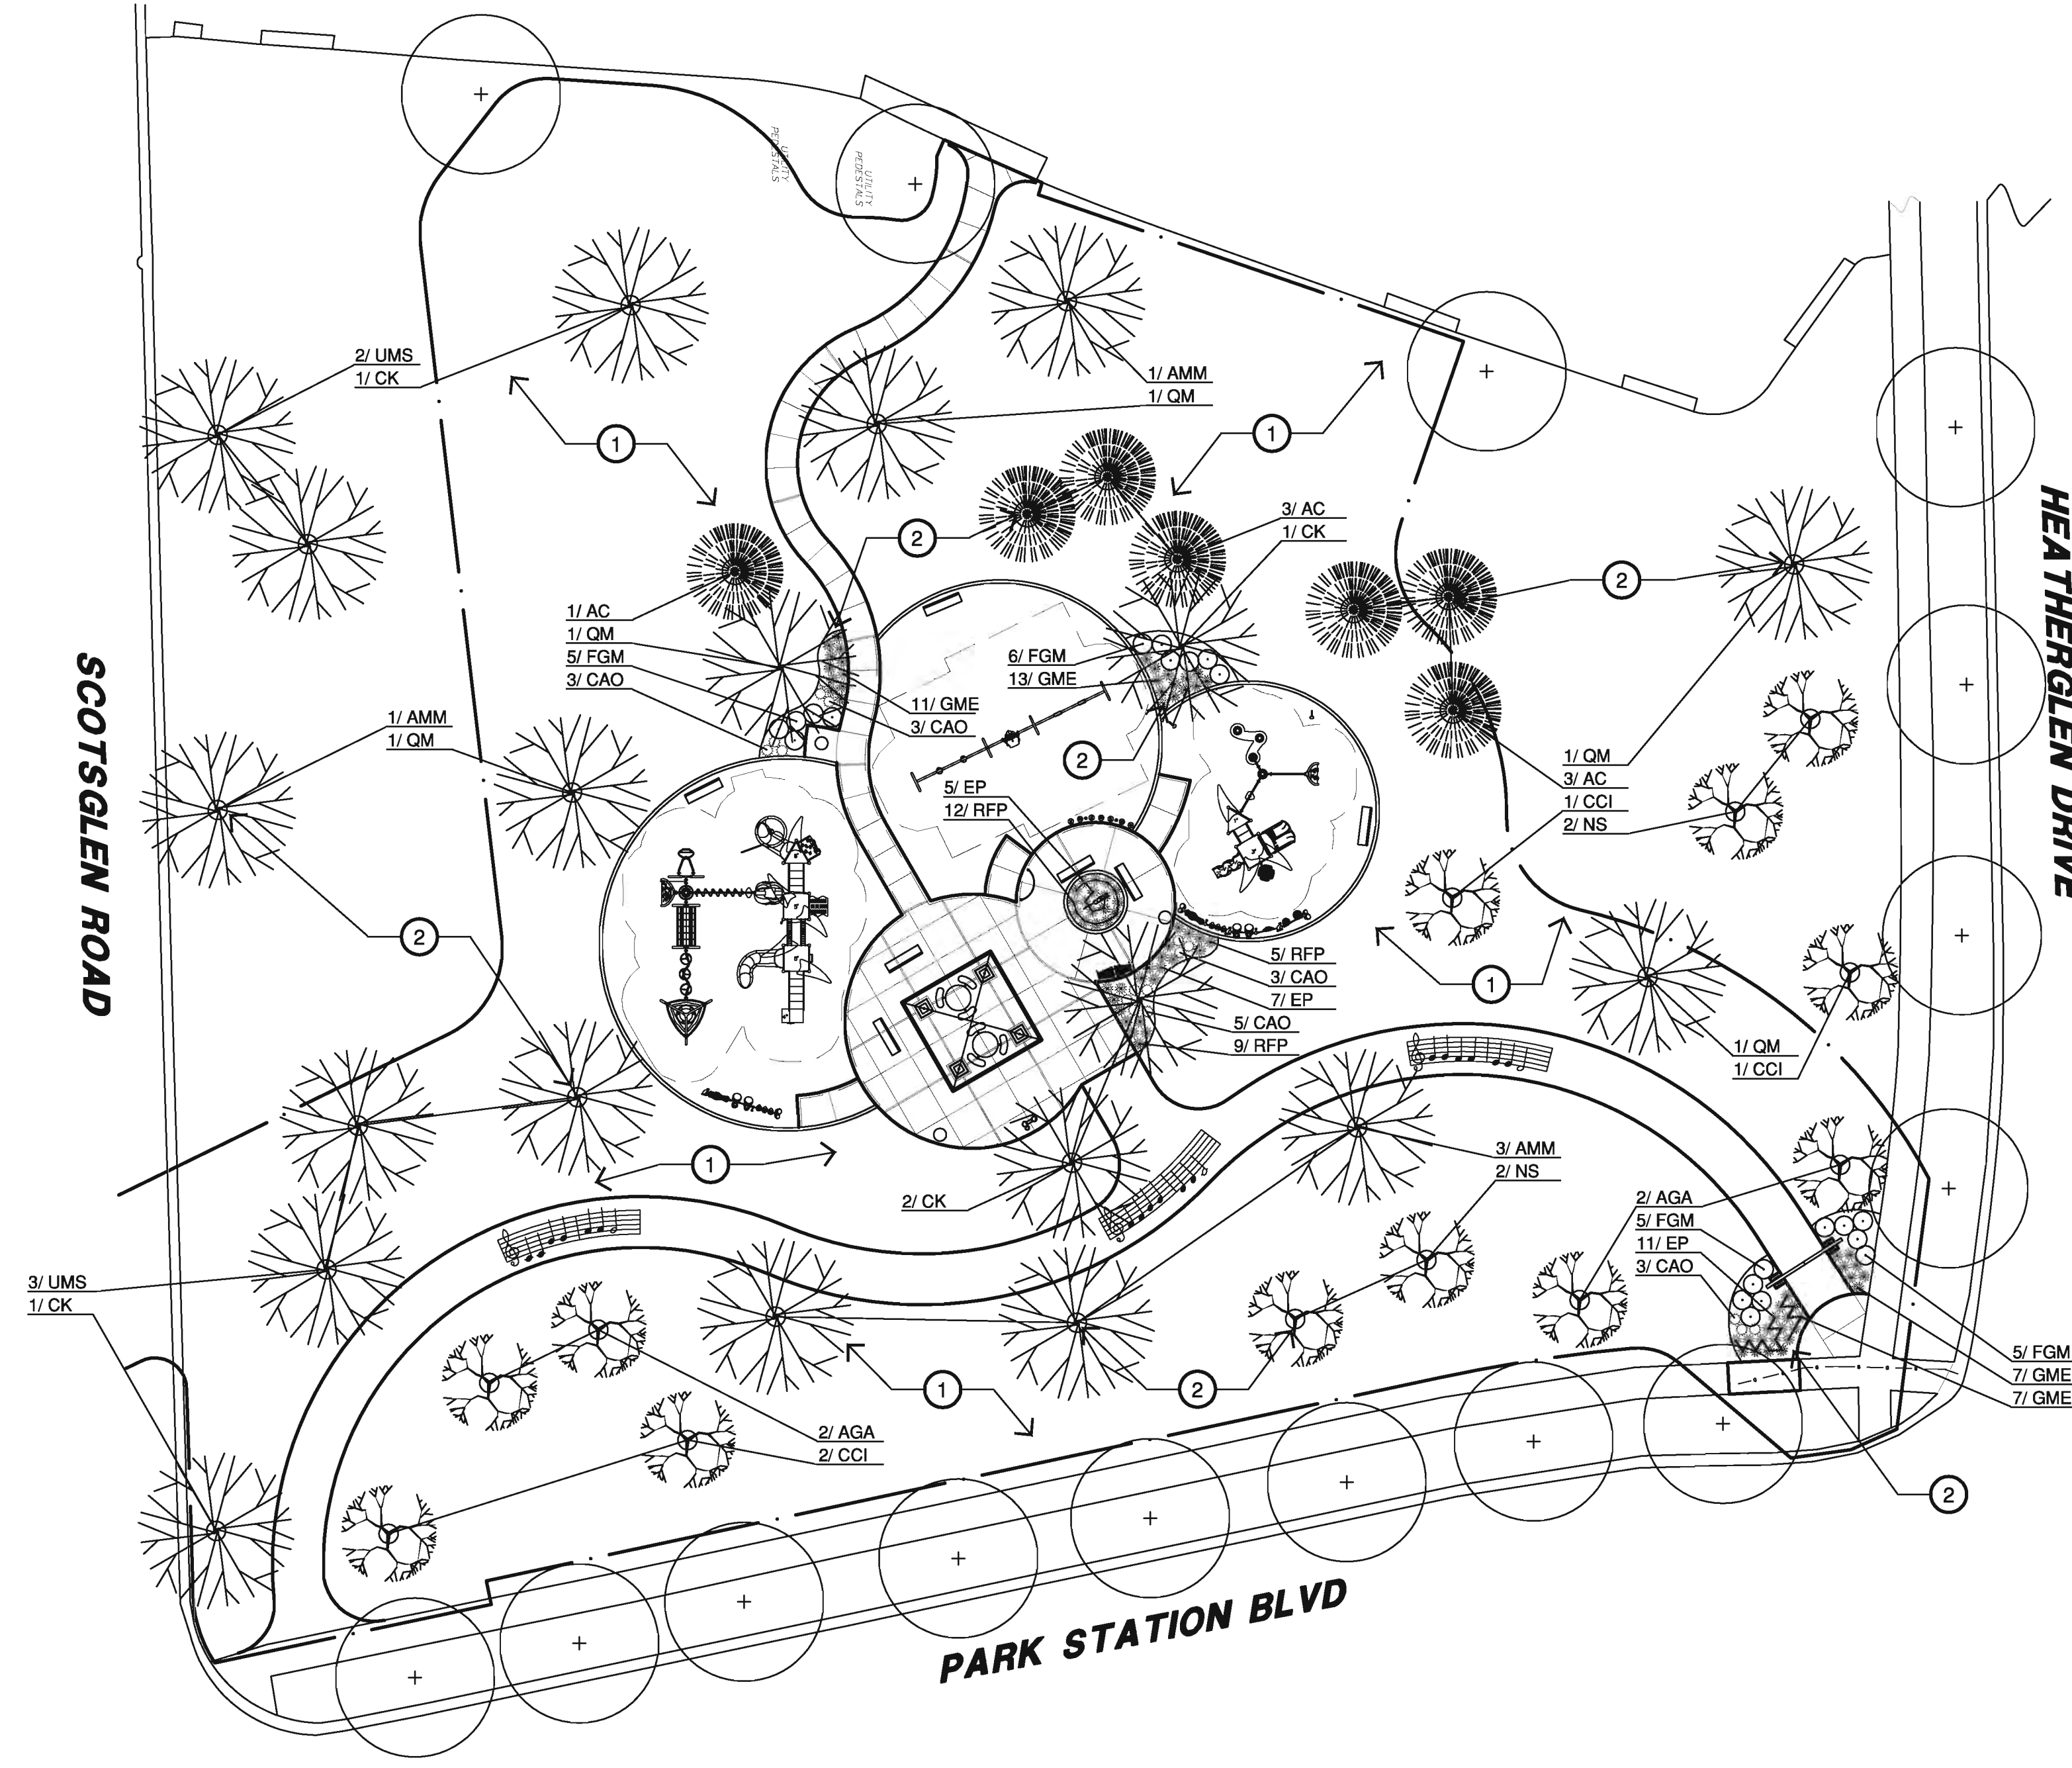 UTILITY
PEDESTALS
UTILITY
PEDESTALS
2/ UMS
1/ CK
1/ AMM
1/ QM
1
1
3/ AC
1/ CK
2
2
1/ AC
1/ QM
5/ FGM
3/ CAO
6/ FGM
13/ GME
11/ GME
3/ CAO
2
1/ AMM
1/ QM
5/ EP
12/ RFP
1/ QM
3/ AC
1/ CCI
2/ NS
SCOTSGLEN ROAD
HEATHERGLEN DRIVE
2
5/ RFP
3/ CAO
7/ EP
5/ CAO
9/ RFP
1
1/ QM
1/ CCI
1
3/ AMM
2/ NS
2/ CK
2/ AGA
5/ FGM
11/ EP
3/ CAO
3/ UMS
1/ CK
5/ FGM
7/ GME
7/ GME
1
2
2/ AGA
2/ CCI
2
PARK STATION BLVD